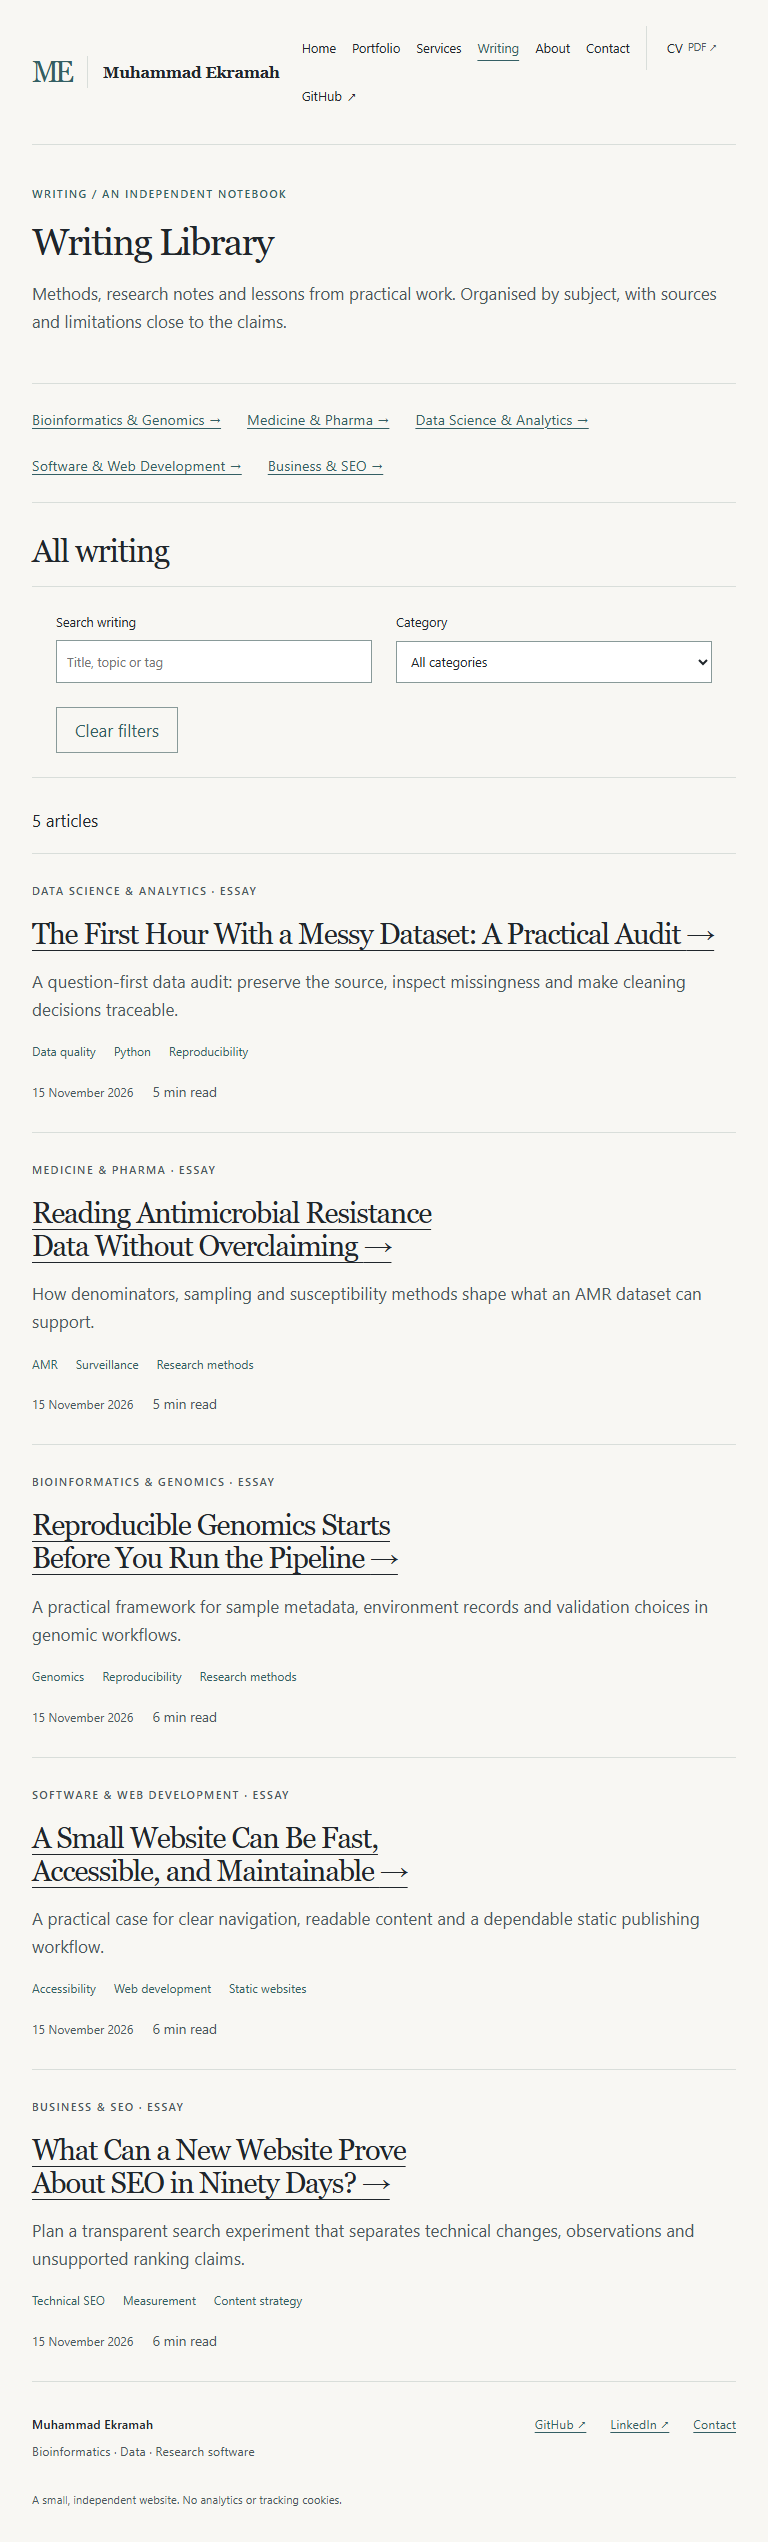 ME
Muhammad Ekramah
Home Portfolio Services Writing About Contact CV PDF ↗
GitHub ↗
WRITING / AN INDEPENDENT NOTEBOOK
Writing Library
Methods, research notes and lessons from practical work. Organised by subject, with sources
and limitations close to the claims.
Bioinformatics & Genomics → Medicine & Pharma → Data Science & Analytics →
Software & Web Development → Business & SEO →
All writing
Search writing Category
Title, topic or tag All categories
Clear filters
5 articles
DATA SCIENCE & ANALYTICS · ESSAY
The First Hour With a Messy Dataset: A Practical Audit →
A question-first data audit: preserve the source, inspect missingness and make cleaning
decisions traceable.
Data quality Python Reproducibility
15 November 2026 5 min read
MEDICINE & PHARMA · ESSAY
Reading Antimicrobial Resistance
Data Without Overclaiming →
How denominators, sampling and susceptibility methods shape what an AMR dataset can
support.
AMR Surveillance Research methods
15 November 2026 5 min read
BIOINFORMATICS & GENOMICS · ESSAY
Reproducible Genomics Starts
Before You Run the Pipeline →
A practical framework for sample metadata, environment records and validation choices in
genomic workflows.
Genomics Reproducibility Research methods
15 November 2026 6 min read
SOFTWARE & WEB DEVELOPMENT · ESSAY
A Small Website Can Be Fast,
Accessible, and Maintainable →
A practical case for clear navigation, readable content and a dependable static publishing
workflow.
Accessibility Web development Static websites
15 November 2026 6 min read
BUSINESS & SEO · ESSAY
What Can a New Website Prove
About SEO in Ninety Days? →
Plan a transparent search experiment that separates technical changes, observations and
unsupported ranking claims.
Technical SEO Measurement Content strategy
15 November 2026 6 min read
Muhammad Ekramah GitHub ↗ LinkedIn ↗ Contact
Bioinformatics · Data · Research software
A small, independent website. No analytics or tracking cookies.